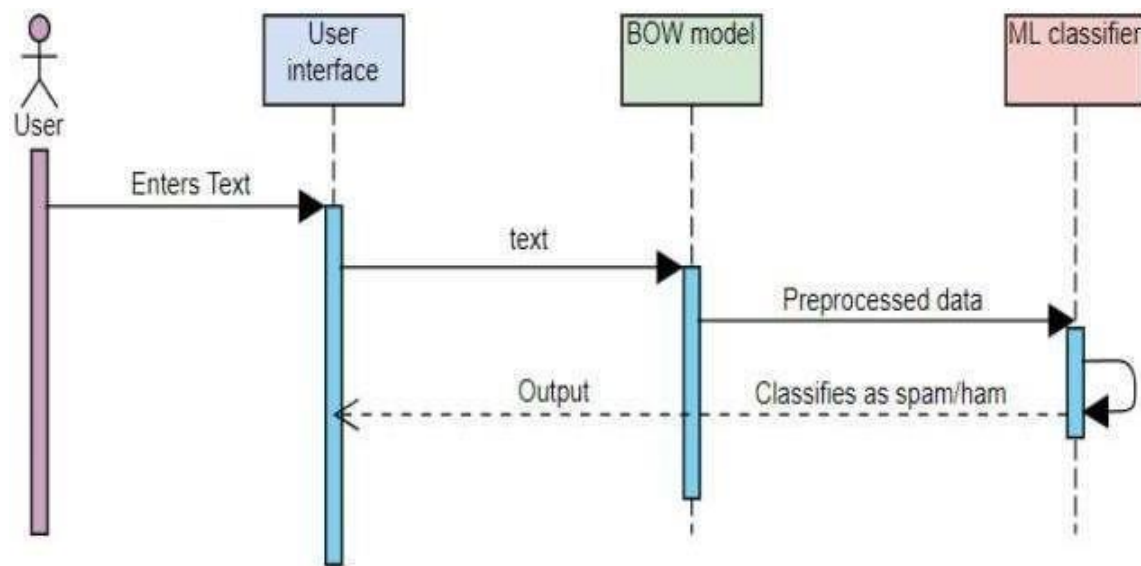 User
interface
BOW model
ML classifier
User
Enters Text
text
Preprocessed data
Output
Classifies as spam/ham